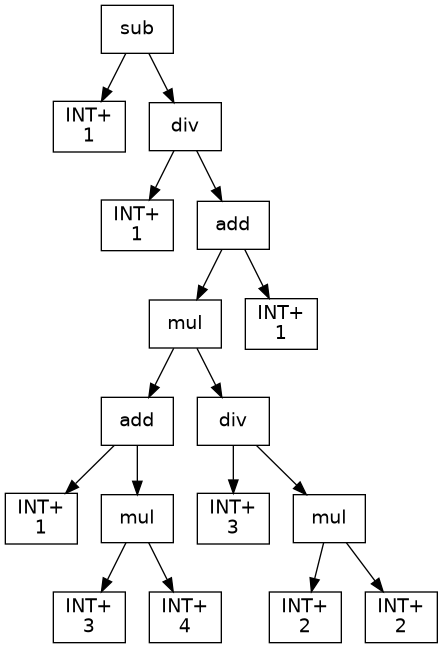 sub
INT+
1
div
INT+
1
add
mul
INT+
1
add
div
INT+
1
mul
INT+
3
mul
INT+
3
INT+
4
INT+
2
INT+
2